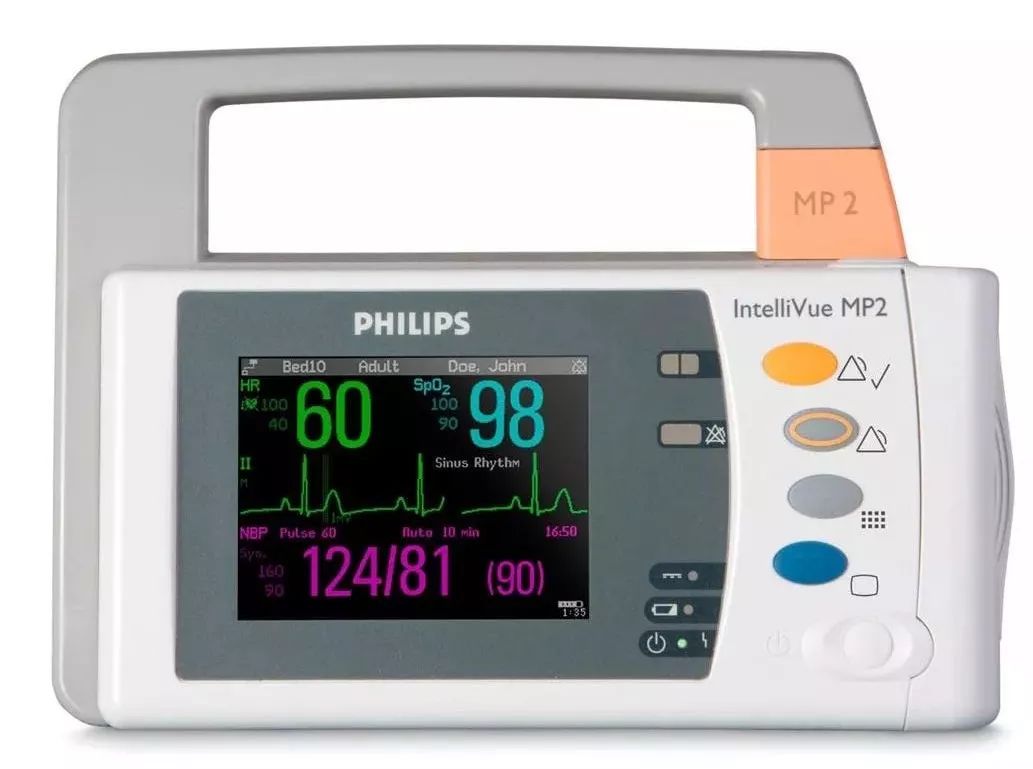 MP 2
IntelliVue MP2
PHILIPS
Bed10 Adult Doe, John
HR 100 40 60
SpO₂ 100 90 98
II
Sinus Rhythm
M
1mV
NBP Pulse 60 Auto 10 min 16:50
Sys.
160
90
124/81 (90)
1:35